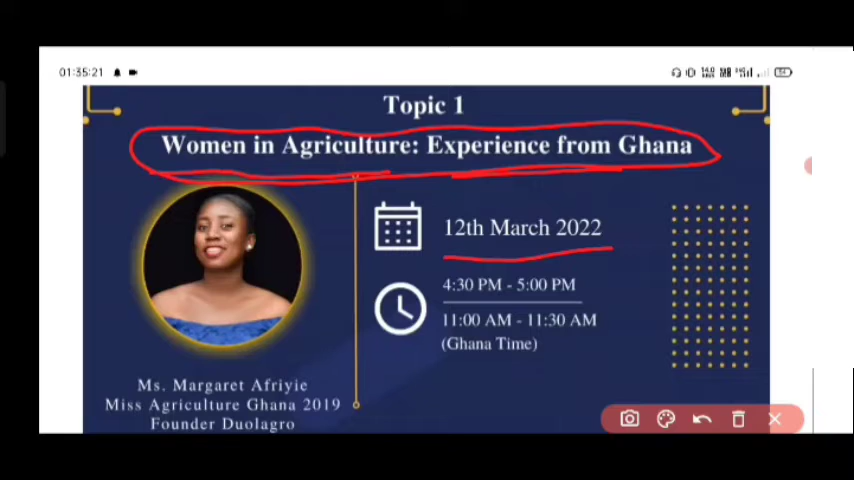 01:35:21
Topic 1
Women in Agriculture: Experience from Ghana
12th March 2022
4:30 PM - 5:00 PM
11:00 AM - 11:30 AM
(Ghana Time)
Ms. Margaret Afriyie
Miss Agriculture Ghana 2019
Founder Duolagro